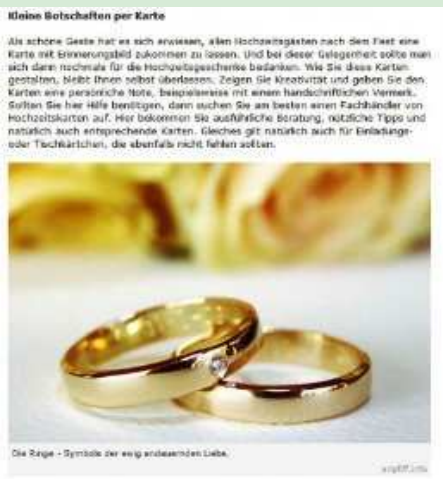 Kleine Botschaften per Karte
Als schöne Geste hat es sich erwiesen, allen Hochzeitsgästen nach dem Fest eine
Karte mit Erinnerungsbild zukommen zu lassen. Und bei dieser Gelegenheit sollte man
sich dann nochmals für die Hochzeitsgeschenke bedanken. Wie Sie diese Karten
gestalten, bleibt Ihnen selbst überlassen. Zeigen Sie Kreativität und geben Sie den
Karten eine persönliche Note, beispielsweise mit einem handschriftlichen Vermerk.
Sollten Sie hier Hilfe benötigen, dann suchen Sie am besten einen Fachhändler von
Hochzeitskarten auf. Hier bekommen Sie ausführliche Beratung, nützliche Tipps und
natürlich auch entsprechende Karten. Gleiches gilt natürlich auch für Einladungs-
oder Tischkärtchen, die ebenfalls nicht fehlen sollten.
Die Ringe - Symbole der ewig andauernden Liebe.